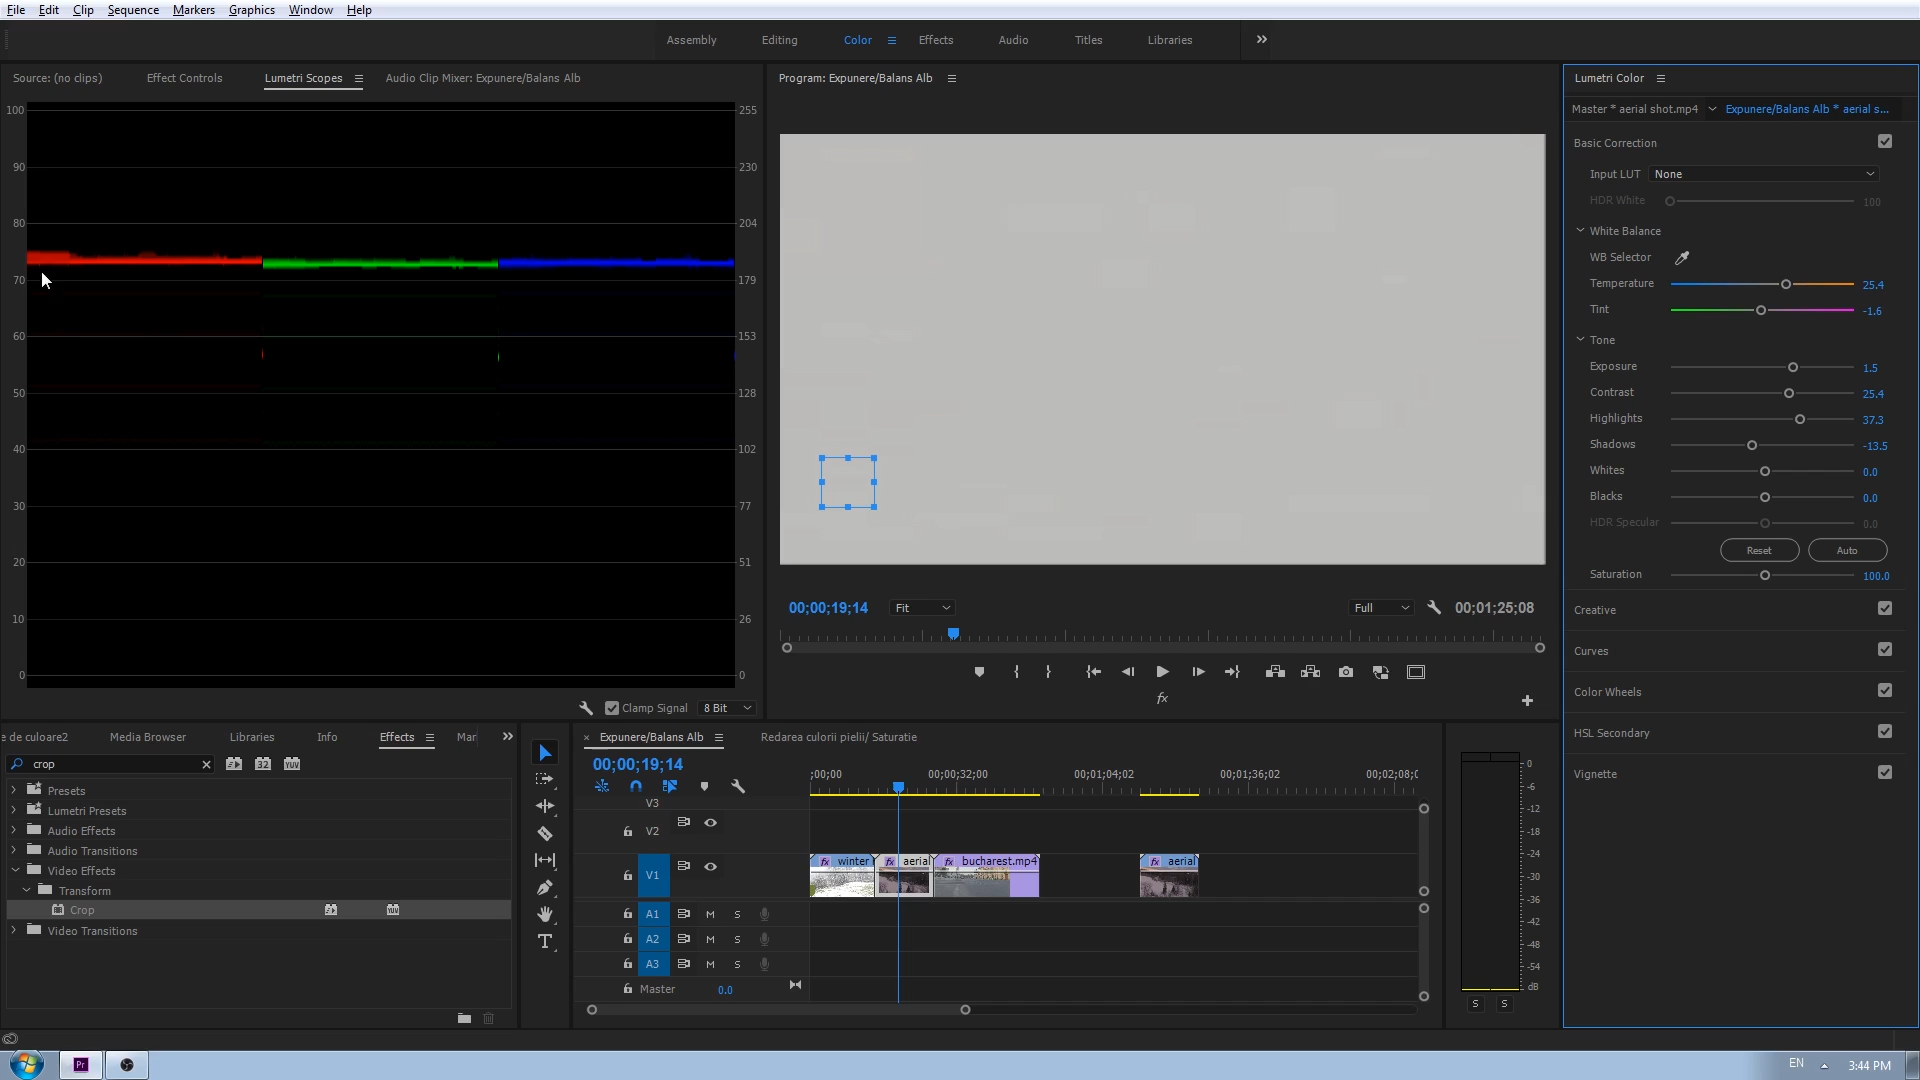 File Edit Clip Sequence Markers Graphics Window Help
Assembly Editing Color Effects Audio Titles Libraries
Source: (no clips) Effect Controls Lumetri Scopes Audio Clip Mixer: Expunere/Balans Alb
Program: Expunere/Balans Alb
Lumetri Color
Master * aerial shot.mp4 Expunere/Balans Alb * aerial s...
100 255
90 230
80 204
70 179
60 153
50 128
40 102
30 77
20 51
10 26
0 0
Clamp Signal 8 Bit
00;00;19;14 Fit Full 00;01;25;08
fx
Basic Correction
Input LUT None
HDR White 100
White Balance
WB Selector
Temperature 25.4
Tint -1.6
Tone
Exposure 1.5
Contrast 25.4
Highlights 37.3
Shadows -13.5
Whites 0.0
Blacks 0.0
HDR Specular 0.0
Reset Auto
Saturation 100.0
Creative
Curves
Color Wheels
HSL Secondary
Vignette
e de culoare2 Media Browser Libraries Info Effects Mar
crop 32 YUV
Presets
Lumetri Presets
Audio Effects
Audio Transitions
Video Effects
Transform
Crop YUV
Video Transitions
Expunere/Balans Alb Redarea culorii pielii/ Saturatie
00;00;19;14
;00;00 00;00;32;00 00;01;04;02 00;01;36;02 00;02;08;0
V3
V2
V1
fx winter fx aerial fx bucharest.mp4 fx aerial
A1 M S
A2 M S
A3 M S
Master 0.0
0
-6
-12
-18
-24
-30
-36
-42
-48
-54
dB
S S
Pr
EN 3:44 PM